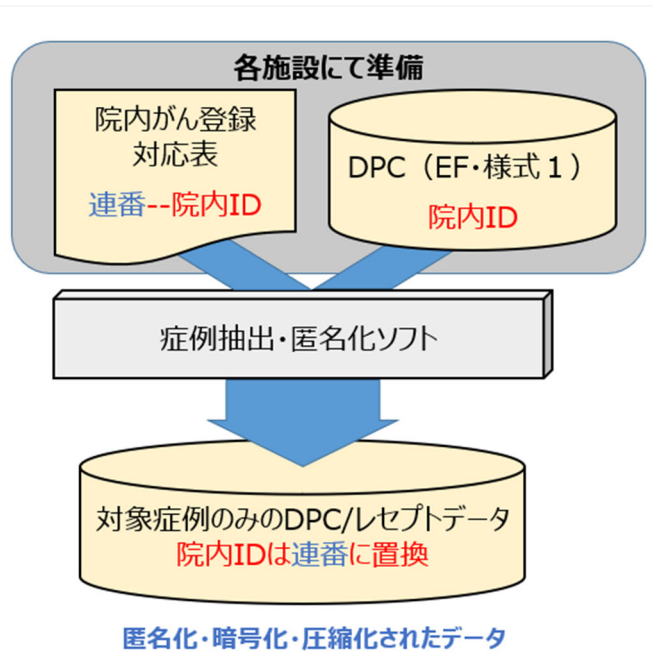 各施設にて準備
院内がん登録
対応表
連番--院内ID
DPC（EF・様式１）
院内ID
症例抽出・匿名化ソフト
対象症例のみのDPC/レセプトデータ
院内IDは連番に置換
匿名化・暗号化・圧縮化されたデータ